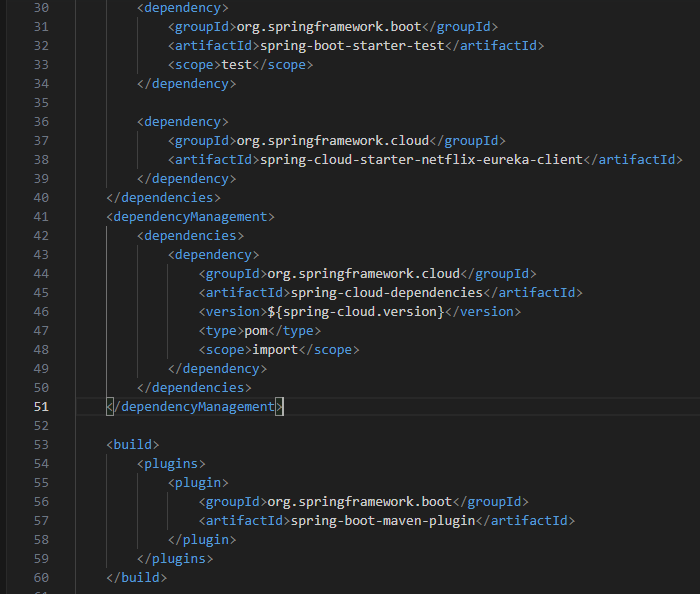 30 <dependency>
31 <groupId>org.springframework.boot</groupId>
32 <artifactId>spring-boot-starter-test</artifactId>
33 <scope>test</scope>
34 </dependency>
35
36 <dependency>
37 <groupId>org.springframework.cloud</groupId>
38 <artifactId>spring-cloud-starter-netflix-eureka-client</artifactId>
39 </dependency>
40 </dependencies>
41 <dependencyManagement>
42 <dependencies>
43 <dependency>
44 <groupId>org.springframework.cloud</groupId>
45 <artifactId>spring-cloud-dependencies</artifactId>
46 <version>${spring-cloud.version}</version>
47 <type>pom</type>
48 <scope>import</scope>
49 </dependency>
50 </dependencies>
51 </dependencyManagement>
52
53 <build>
54 <plugins>
55 <plugin>
56 <groupId>org.springframework.boot</groupId>
57 <artifactId>spring-boot-maven-plugin</artifactId>
58 </plugin>
59 </plugins>
60 </build>